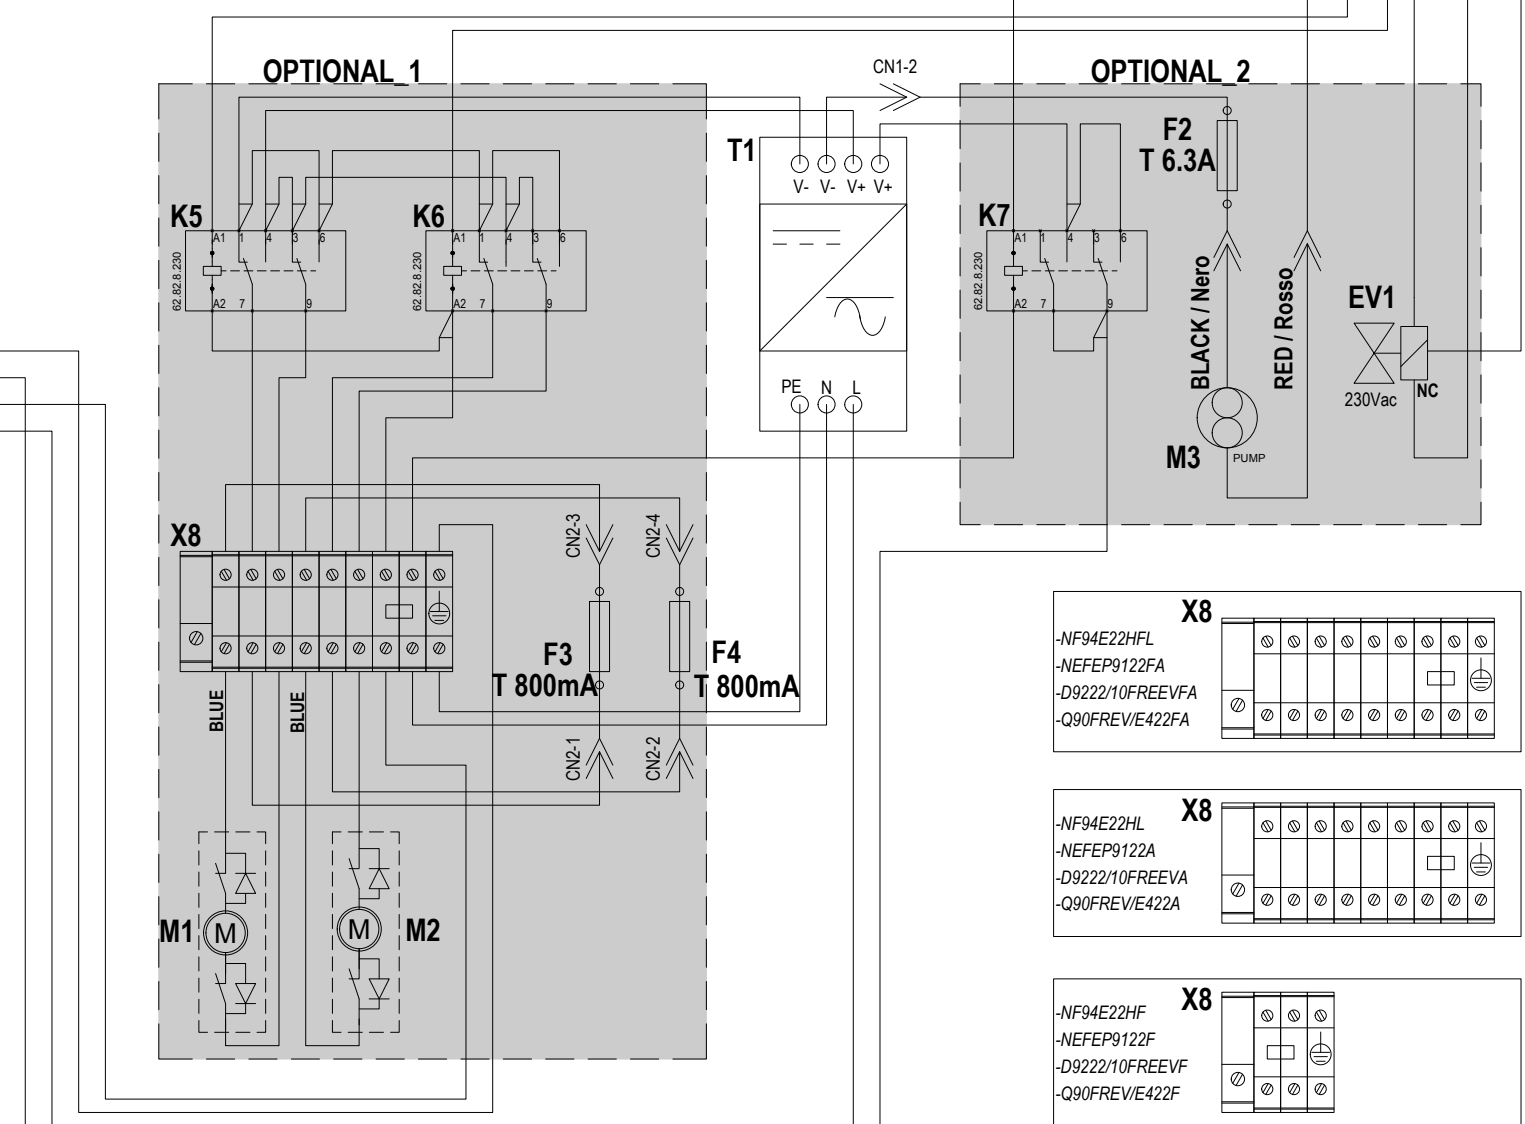 OPTIONAL_1
CN1-2
OPTIONAL_2
F2
T 6.3A
T1
V- V- V+ V+
K5
A1 1 4 3 6
62.82.8.230
A2 7 9
K6
A1 1 4 3 6
62.82.8.230
A2 7 9
K7
A1 1 4 3 6
62.82.8.230
A2 7 9
BLACK / Nero
RED / Rosso
EV1
230Vac
NC
PE N L
M3
PUMP
X8
CN2-3
CN2-4
F3
T 800mA
F4
T 800mA
BLUE
BLUE
CN2-1
CN2-2
M1
M
M
M2
X8
-NF94E22HFL
-NEFEP9122FA
-D9222/10FREEVFA
-Q90FREV/E422FA
X8
-NF94E22HL
-NEFEP9122A
-D9222/10FREEVA
-Q90FREV/E422A
X8
-NF94E22HF
-NEFEP9122F
-D9222/10FREEVF
-Q90FREV/E422F